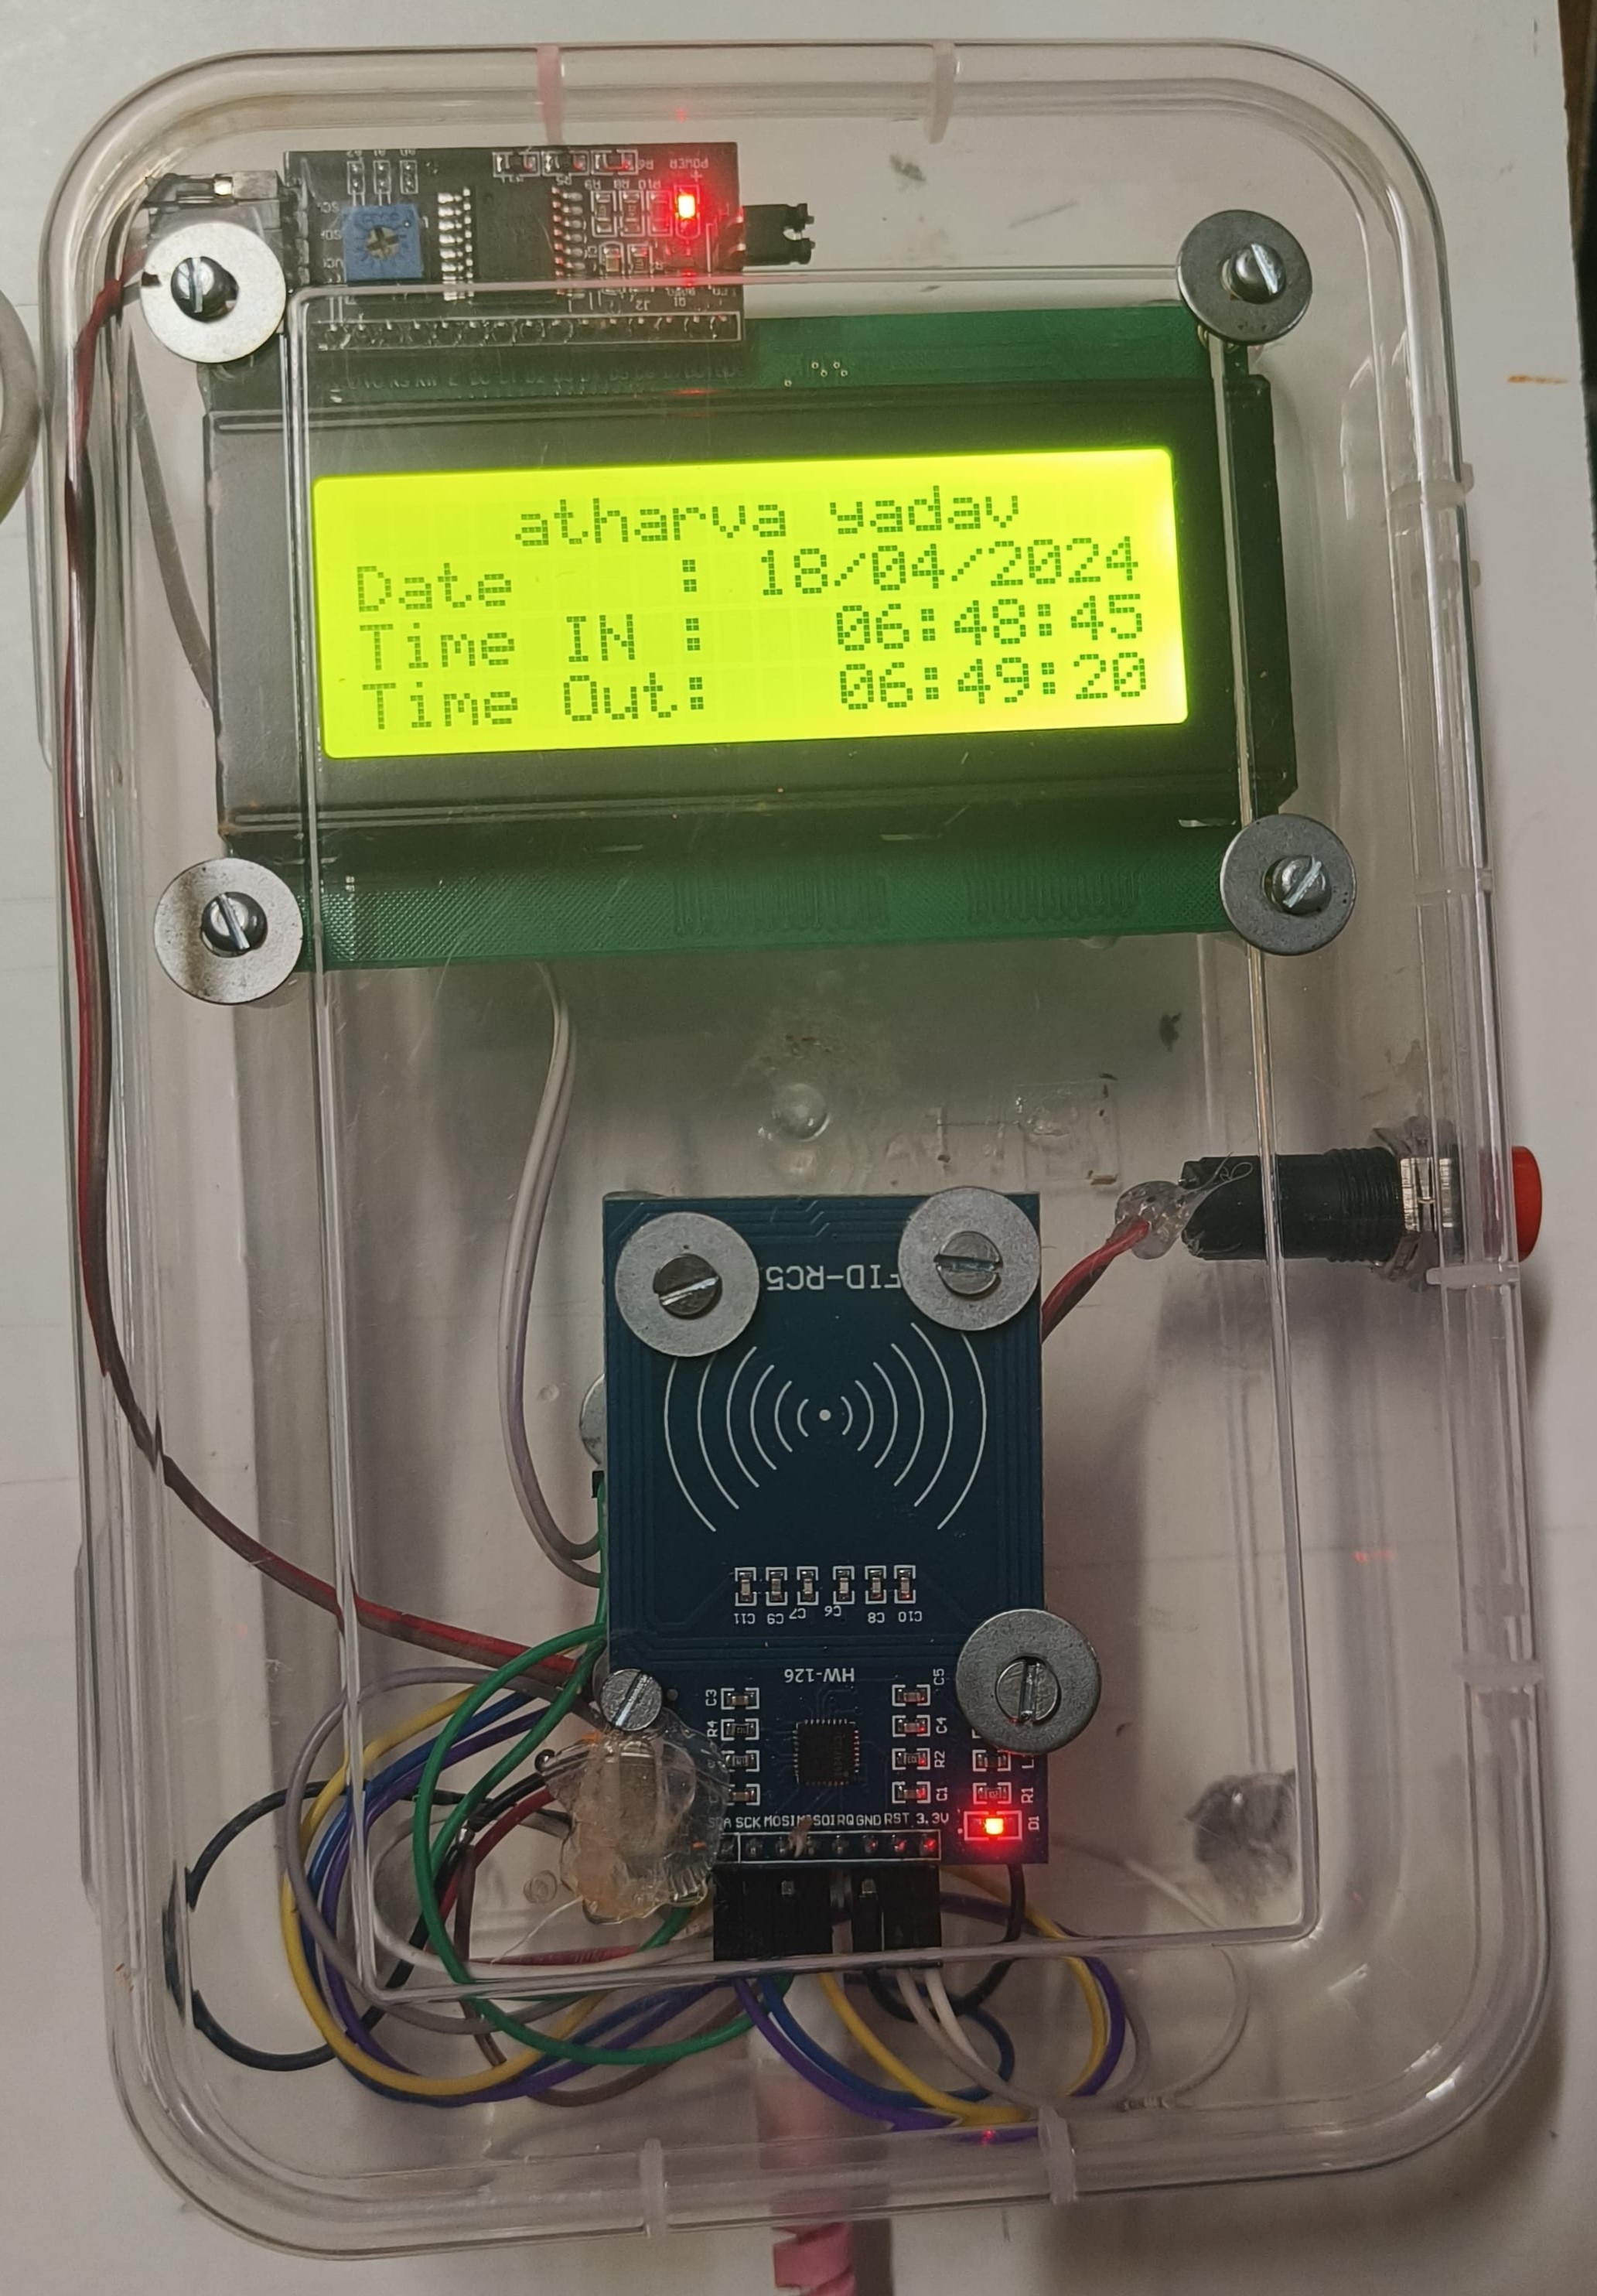 POWER
atharva yadav
Date : 18/04/2024
Time IN : 06:48:45
Time Out: 06:49:20
FID-RC5
C11 C9 C7 C6 C8 C10
HW-126
C3 C5
R4 C4
R2
C1 R1
SCK MOSI IRQ GND RST 3.3V D1